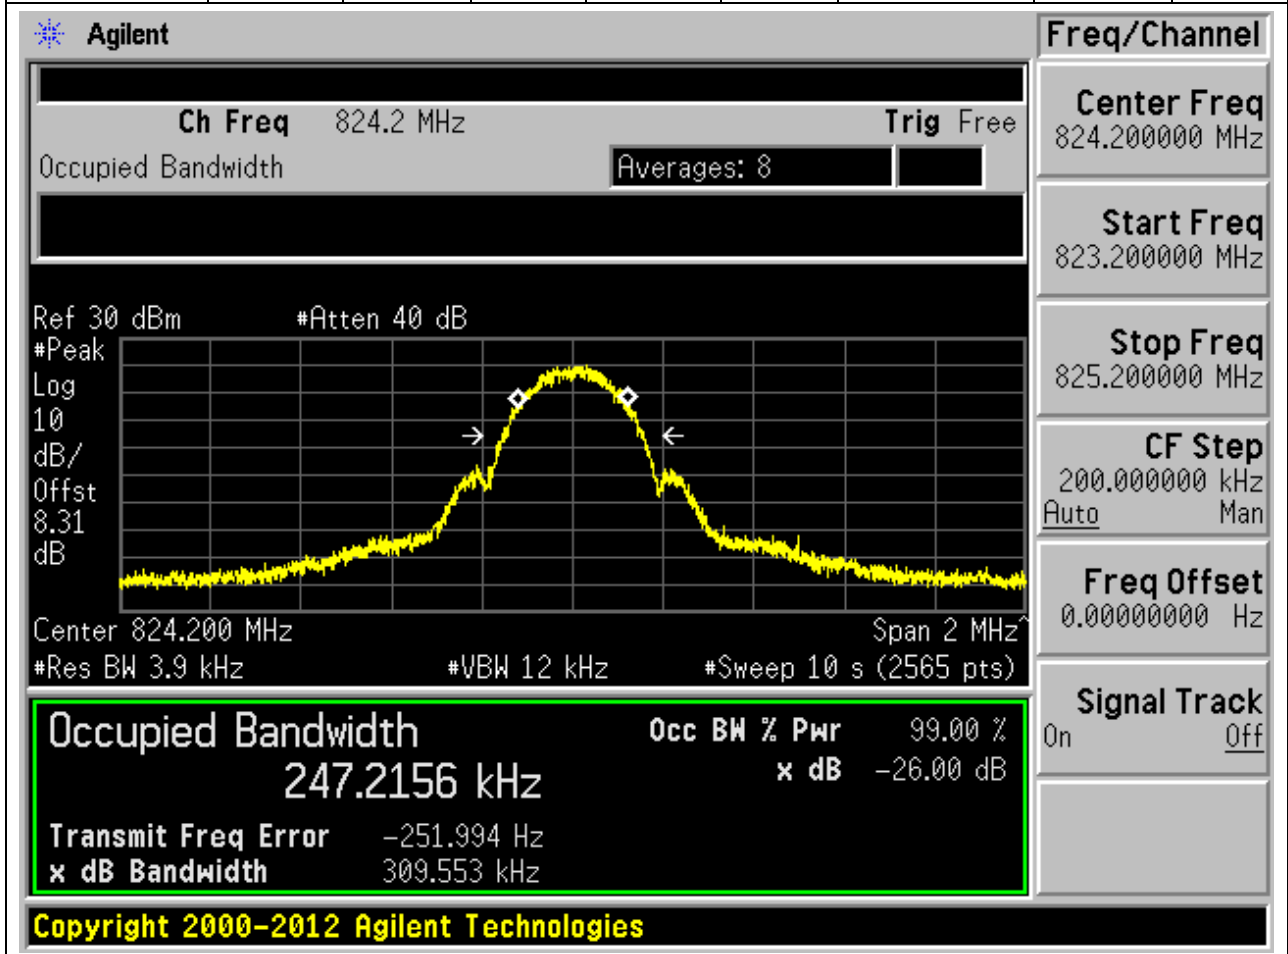 Agilent
Freq/Channel
Ch Freq 824.2 MHz Trig Free
Occupied Bandwidth Averages: 8
Center Freq
824.200000 MHz
Start Freq
823.200000 MHz
Stop Freq
825.200000 MHz
CF Step
200.000000 kHz
Auto Man
Freq Offset
0.00000000 Hz
Signal Track
On Off
Ref 30 dBm #Atten 40 dB
#Peak
Log
10
dB/
Offst
8.31
dB
Center 824.200 MHz Span 2 MHz^
#Res BW 3.9 kHz #VBW 12 kHz #Sweep 10 s (2565 pts)
Occupied Bandwidth Occ BW % Pwr 99.00 %
247.2156 kHz x dB -26.00 dB
Transmit Freq Error -251.994 Hz
x dB Bandwidth 309.553 kHz
Copyright 2000-2012 Agilent Technologies